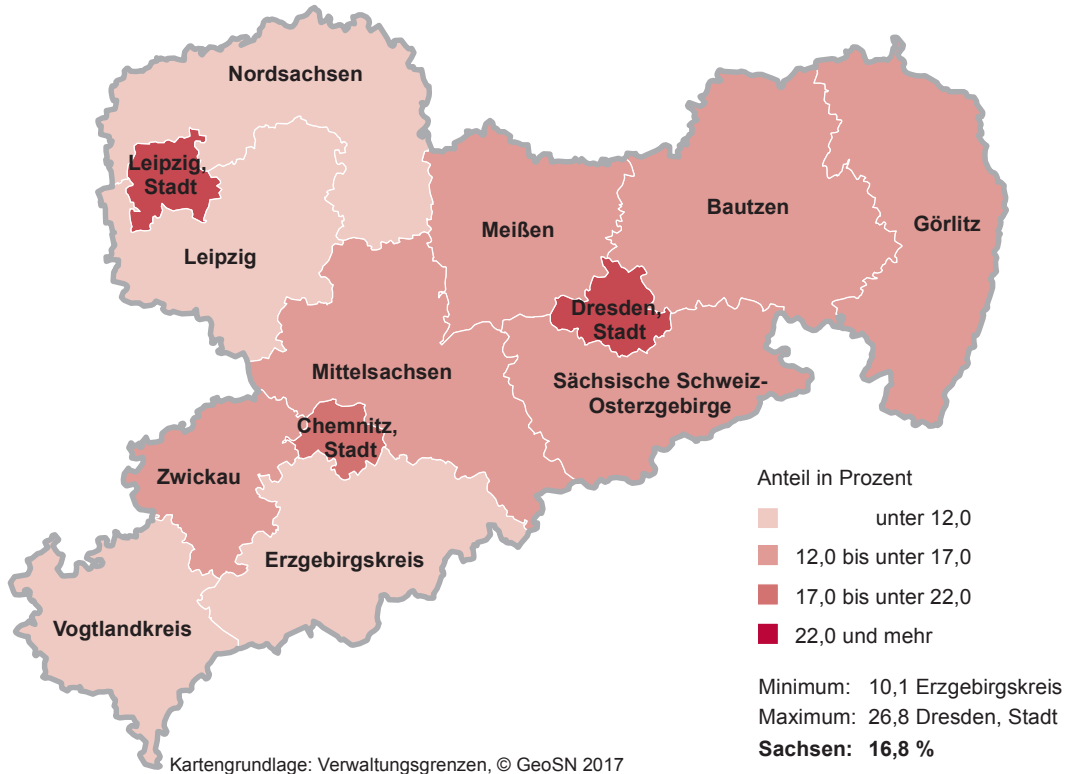 Nordsachsen
Leipzig,
Stadt
Leipzig
Meißen
Bautzen
Görlitz
Dresden,
Stadt
Mittelsachsen
Sächsische Schweiz-
Osterzgebirge
Chemnitz,
Stadt
Zwickau
Erzgebirgskreis
Vogtlandkreis
Anteil in Prozent
unter 12,0
12,0 bis unter 17,0
17,0 bis unter 22,0
22,0 und mehr
Minimum: 10,1 Erzgebirgskreis
Maximum: 26,8 Dresden, Stadt
Sachsen: 16,8 %
Kartengrundlage: Verwaltungsgrenzen, © GeoSN 2017